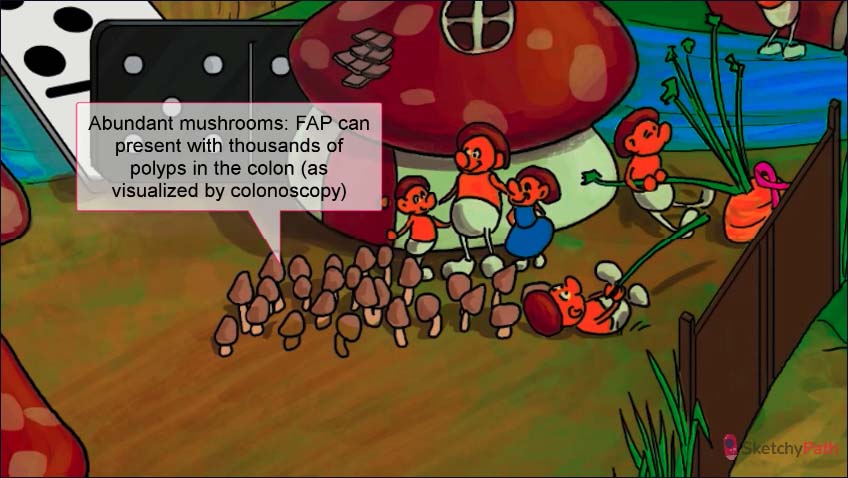 Abundant mushrooms: FAP can
present with thousands of
polyps in the colon (as
visualized by colonoscopy)
SketchyPath